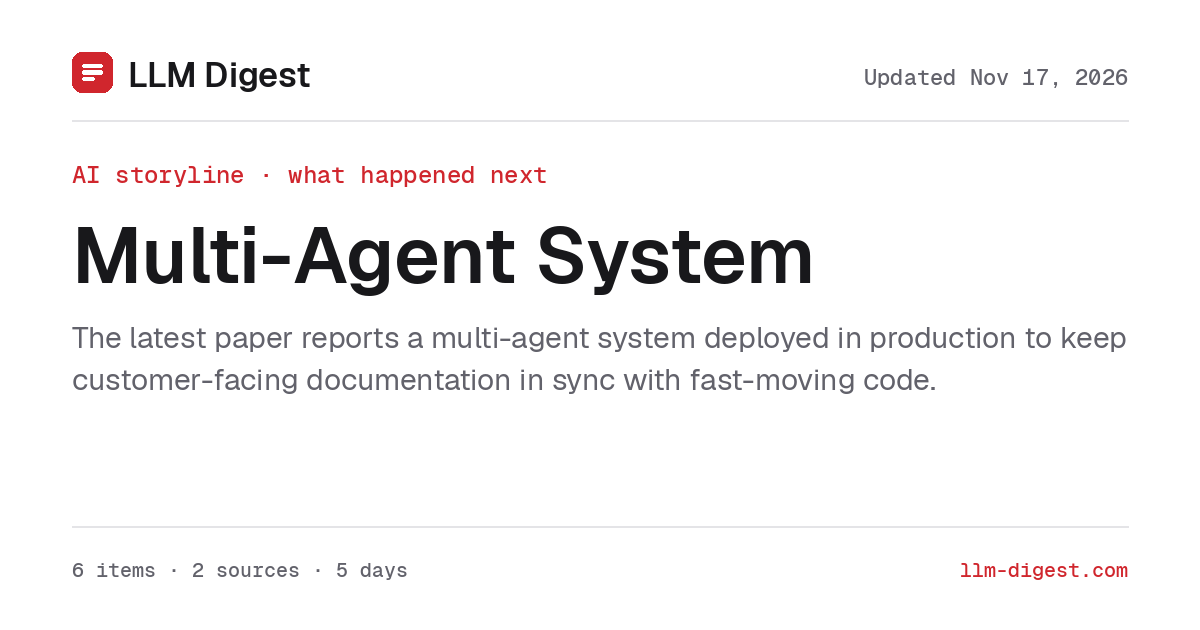 LLM Digest
Updated Nov 17, 2026
AI storyline · what happened next
Multi-Agent System
The latest paper reports a multi-agent system deployed in production to keep
customer-facing documentation in sync with fast-moving code.
6 items · 2 sources · 5 days
llm-digest.com